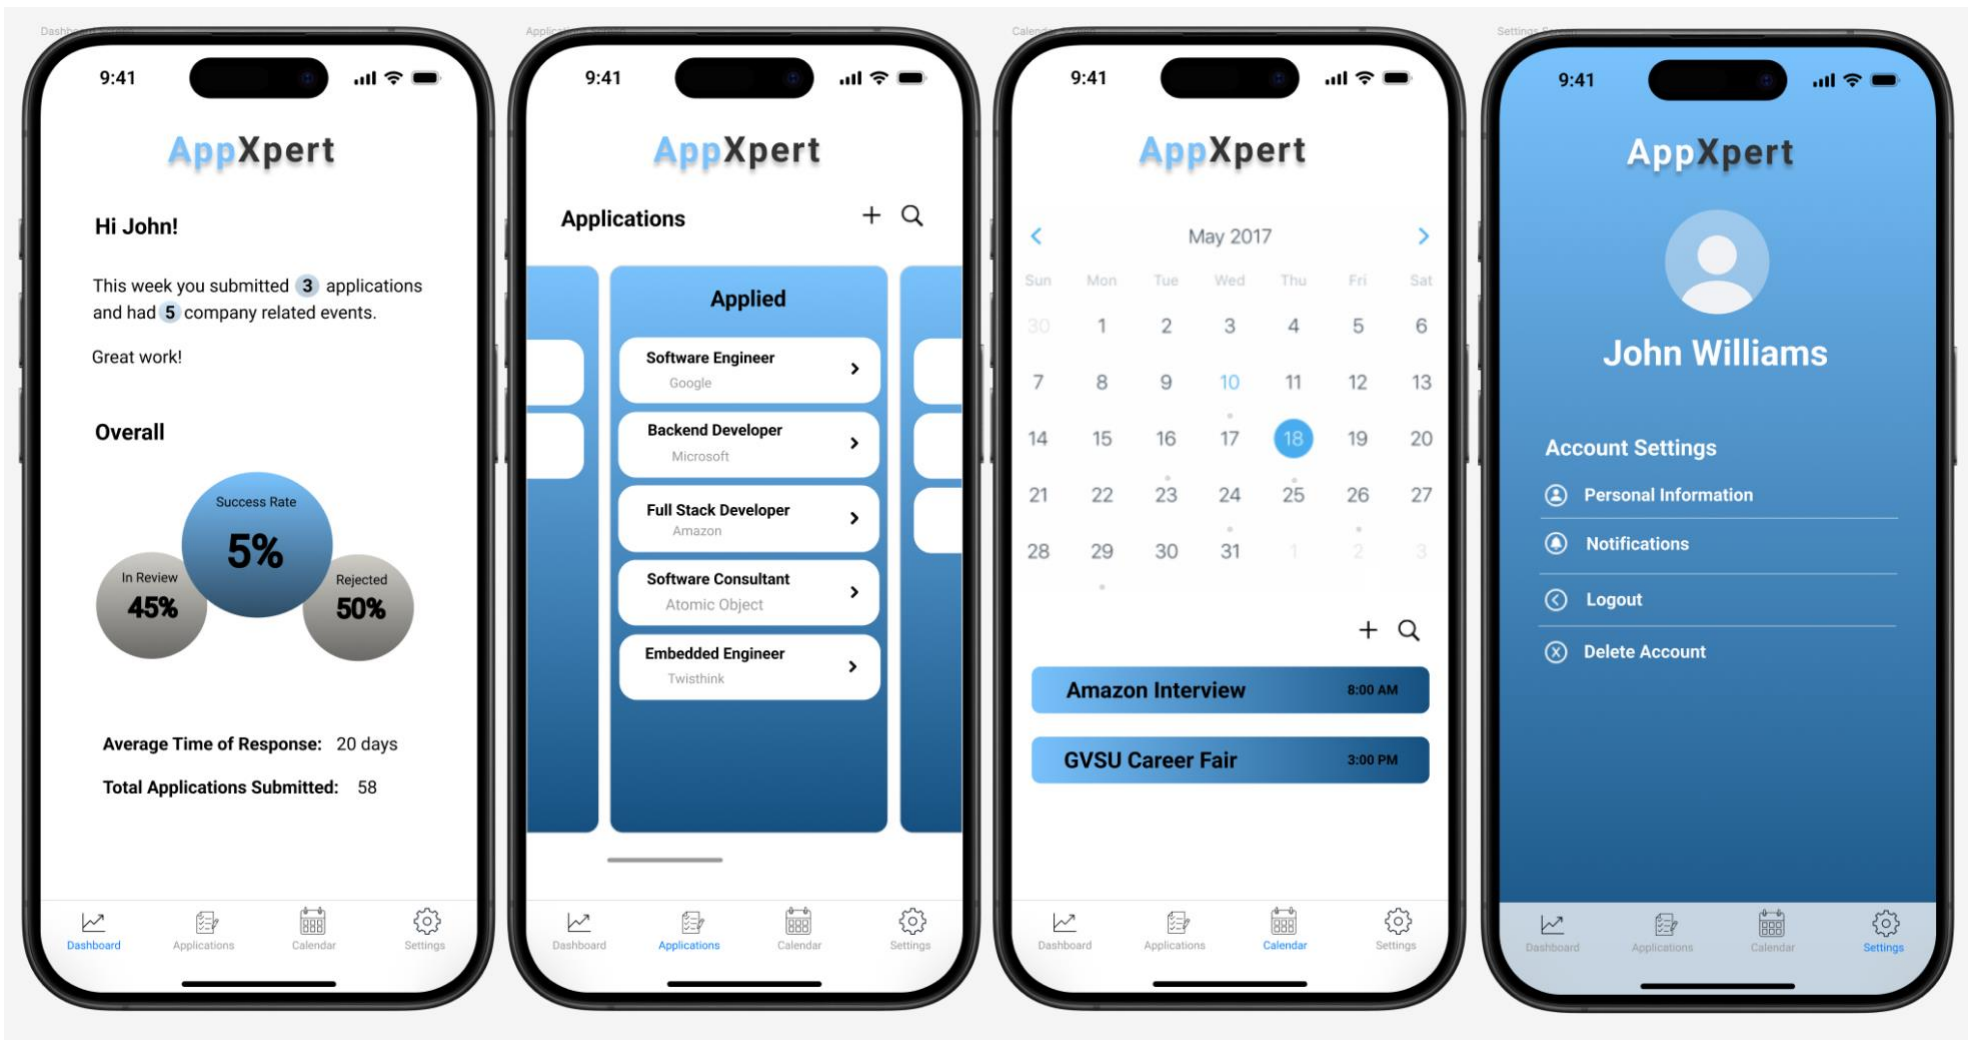 Dashboard Screen
9:41
AppXpert
Hi John!
This week you submitted 3 applications
and had 5 company related events.
Great work!
Overall
Success Rate
5%
In Review
45%
Rejected
50%
Average Time of Response: 20 days
Total Applications Submitted: 58
Dashboard
Applications
Calendar
Settings
9:41
AppXpert
Applications
Applied
Software Engineer
Google
Backend Developer
Microsoft
Full Stack Developer
Amazon
Software Consultant
Atomic Object
Embedded Engineer
Twisthink
Dashboard
Applications
Calendar
Settings
9:41
AppXpert
May 2017
Sun Mon Tue Wed Thu Fri Sat
30 1 2 3 4 5 6
7 8 9 10 11 12 13
14 15 16 17 18 19 20
21 22 23 24 25 26 27
28 29 30 31 1 2 3
Amazon Interview 8:00 AM
GVSU Career Fair 3:00 PM
Dashboard
Applications
Calendar
Settings
Settings Screen
9:41
AppXpert
John Williams
Account Settings
Personal Information
Notifications
Logout
Delete Account
Dashboard
Applications
Calendar
Settings